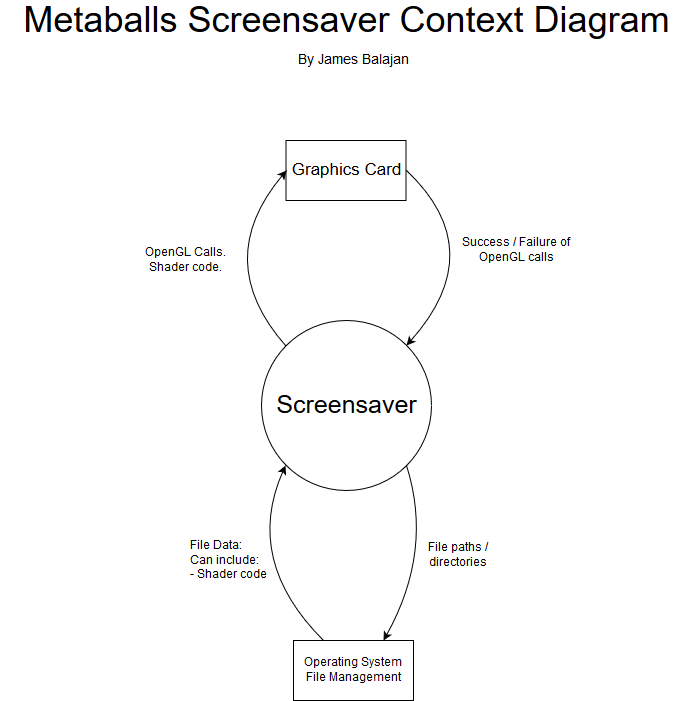 Metaballs Screensaver Context Diagram
By James Balajan
Graphics Card
OpenGL Calls.
Shader code.
Success / Failure of
OpenGL calls
Screensaver
File Data:
Can include:
- Shader code
File paths /
directories
Operating System
File Management